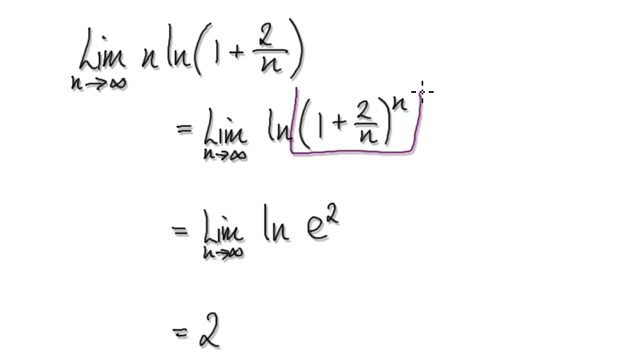 Lim n→∞ n ln(1 + 2/n)
= Lim n→∞ ln(1 + 2/n)^n
= Lim n→∞ ln e^2
= 2